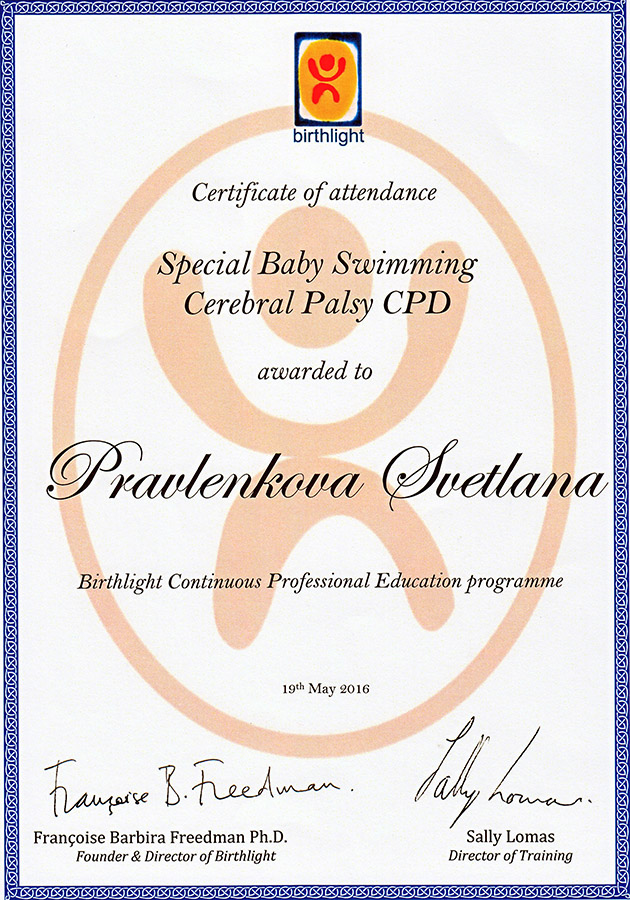 birthlight
Certificate of attendance
Special Baby Swimming
Cerebral Palsy CPD
awarded to
Pravlenkova Svetlana
Birthlight Continuous Professional Education programme
19th May 2016
Françoise B. Freedman.
Sally Lomas.
Françoise Barbira Freedman Ph.D.
Founder & Director of Birthlight
Sally Lomas
Director of Training